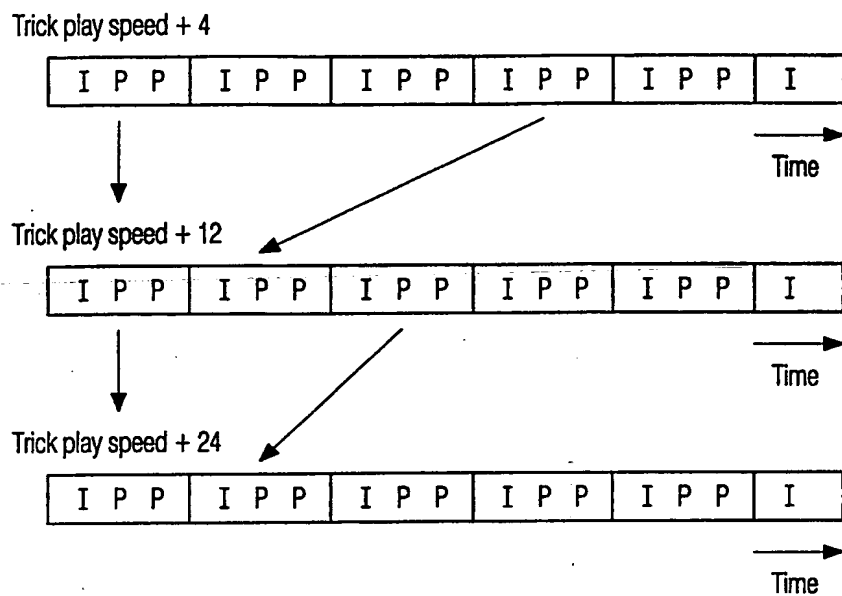 Trick play speed + 4
I P P I P P I P P I P P I P P I
Time
Trick play speed + 12
I P P I P P I P P I P P I P P I
Time
Trick play speed + 24
I P P I P P I P P I P P I P P I
Time